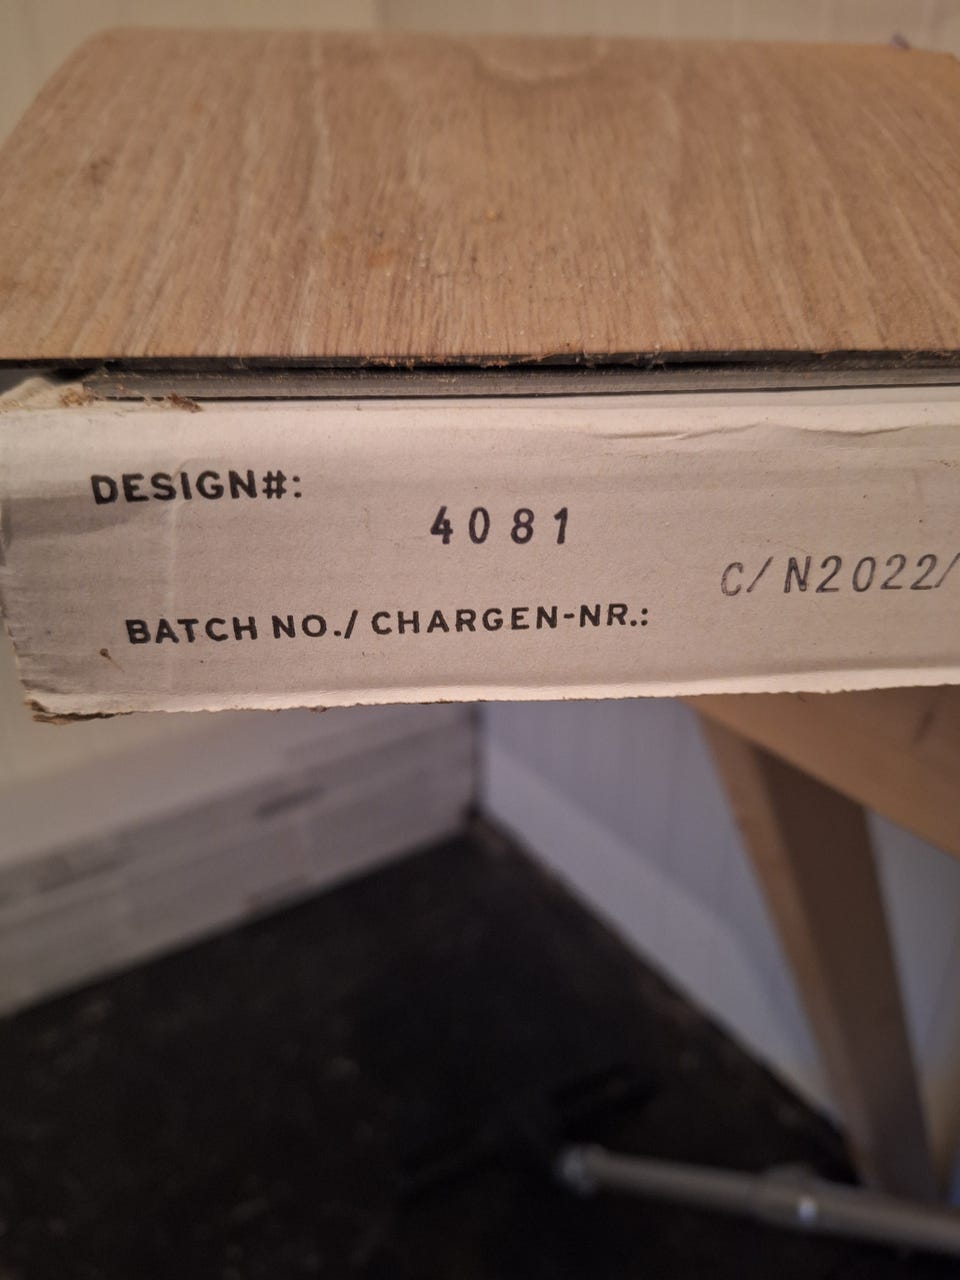 DESIGN#:
4081
C/N2022/
BATCH NO./ CHARGEN-NR.: